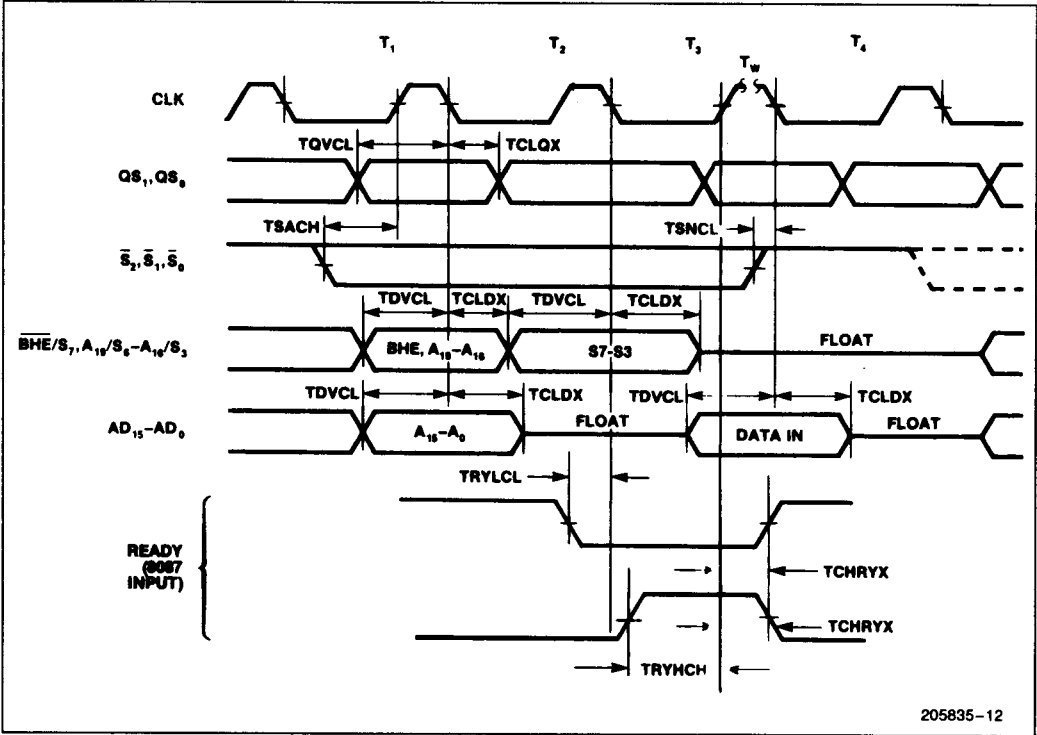 T₁ T₂ T₃ T₄
Tw
CLK
TQVCL TCLQX
QS₁,QS₀
TSACH TSNCL
S̅₂,S̅₁,S̅₀
TDVCL TCLDX TDVCL TCLDX
B̅H̅E̅/S₇, A₁₉/S₆–A₁₆/S₃ BHE, A₁₉–A₁₆ S7-S3 FLOAT
TDVCL TCLDX TDVCL TCLDX
AD₁₅–AD₀ A₁₅–A₀ FLOAT DATA IN FLOAT
TRYLCL
READY
(8087
INPUT)
TCHRYX
TCHRYX
TRYHCH
205835–12